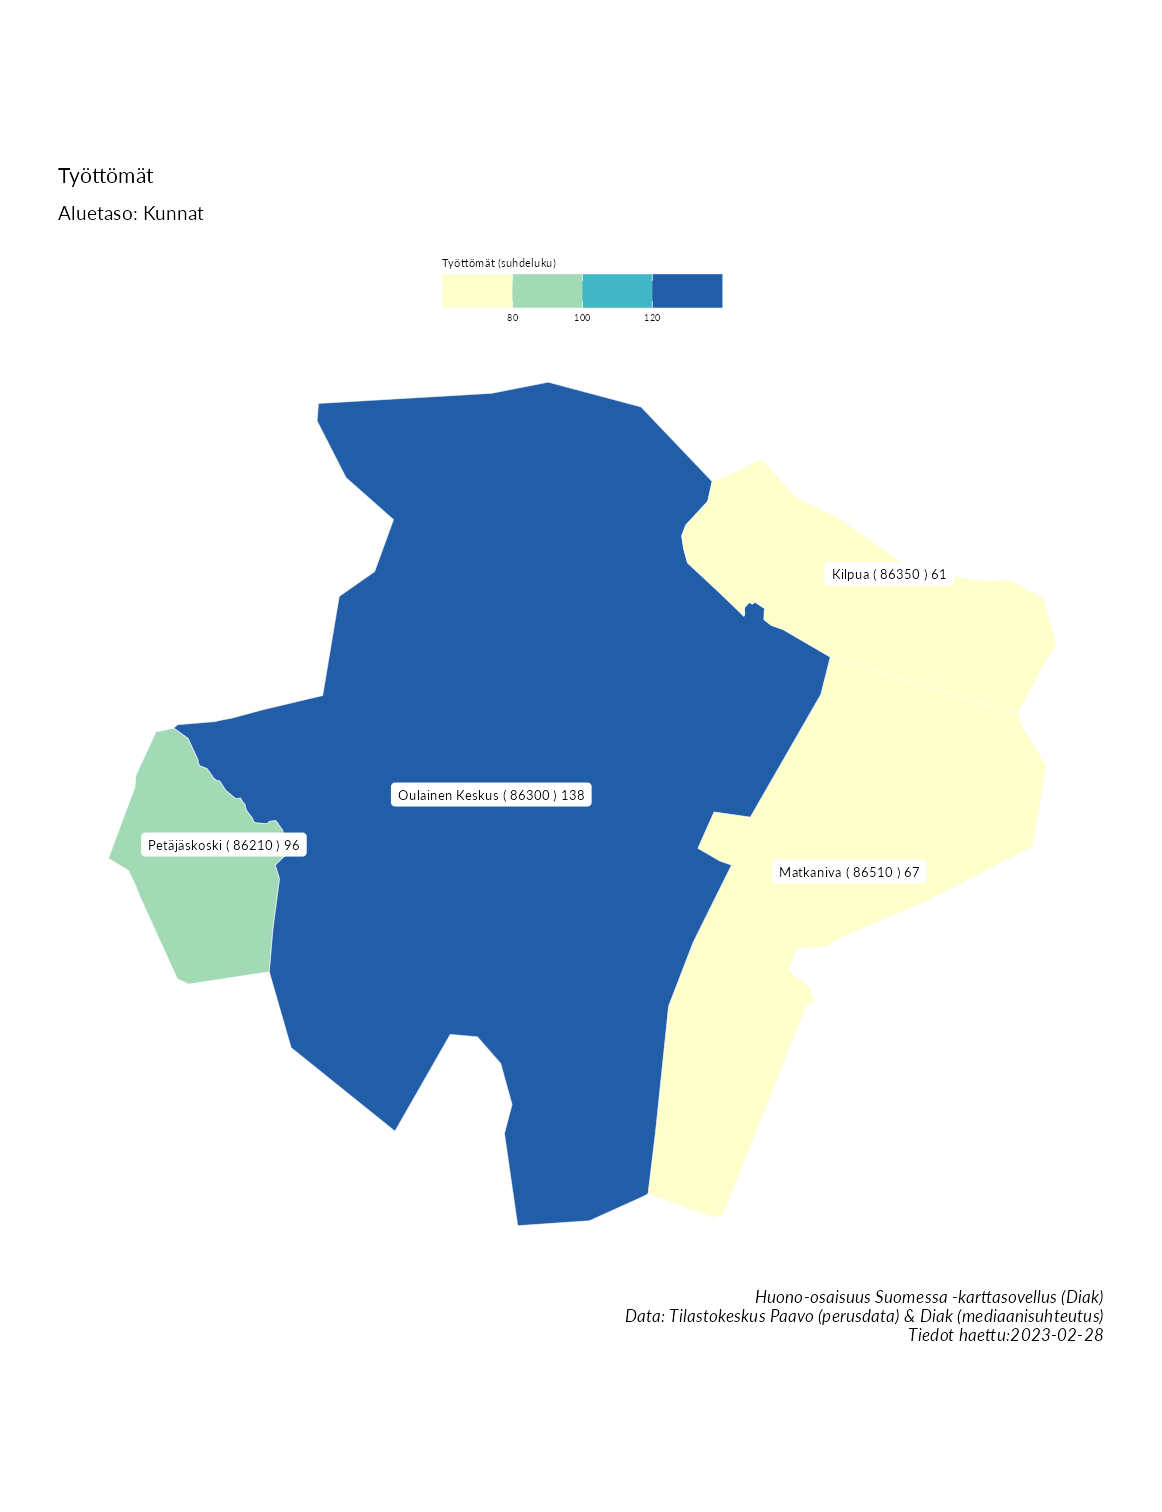 Työttömät
Aluetaso: Kunnat
Työttömät (suhdeluku)
80 100 120
Kilpua ( 86350 ) 61
Oulainen Keskus ( 86300 ) 138
Petäjäskoski ( 86210 ) 96
Matkaniva ( 86510 ) 67
Huono-osaisuus Suomessa -karttasovellus (Diak)
Data: Tilastokeskus Paavo (perusdata) & Diak (mediaanisuhteutus)
Tiedot haettu:2023-02-28